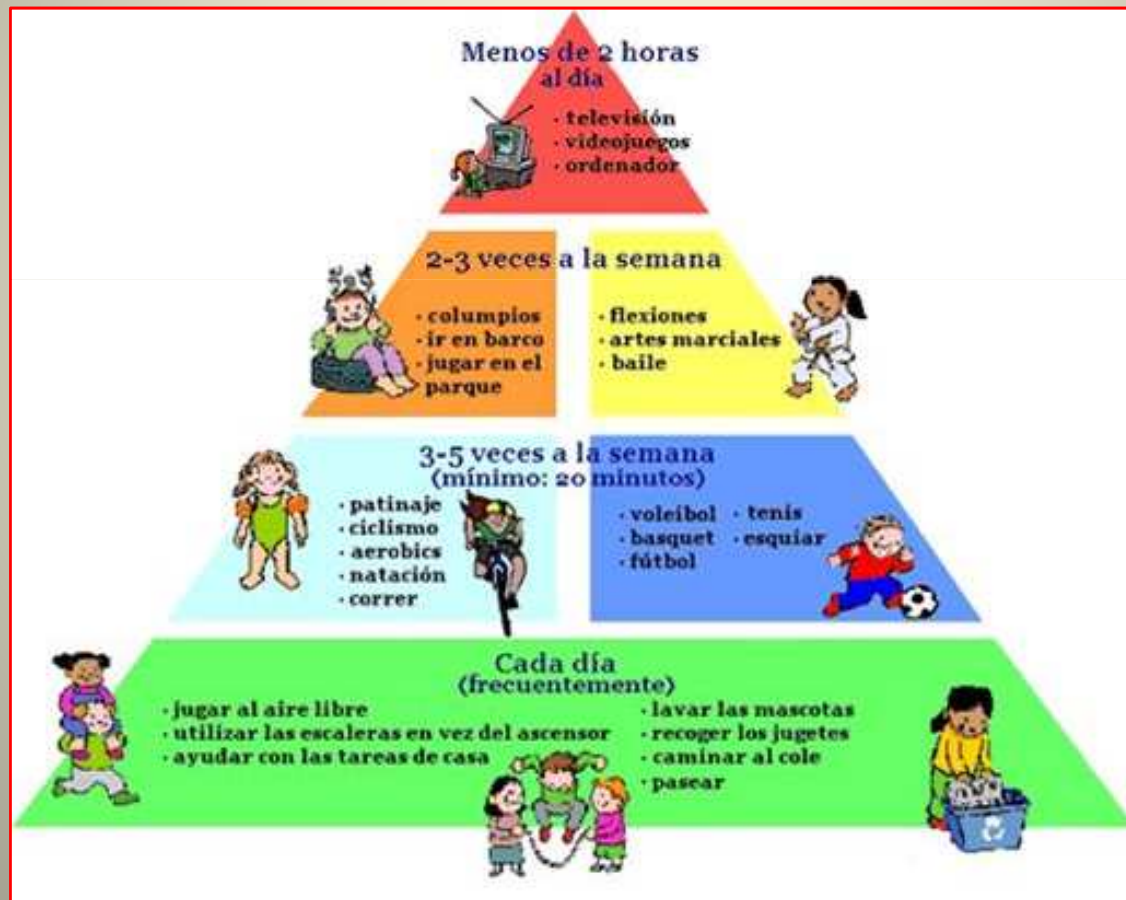 Menos de 2 horas
al día
· televisión
· videojuegos
· ordenador
2-3 veces a la semana
· columpios
· ir en barco
· jugar en el
parque
· flexiones
· artes marciales
· baile
3-5 veces a la semana
(mínimo: 20 minutos)
· patinaje
· ciclismo
· aerobics
· natación
· correr
· voleibol · tenis
· basquet · esquiar
· fútbol
Cada día
(frecuentemente)
· jugar al aire libre
· utilizar las escaleras en vez del ascensor
· ayudar con las tareas de casa
· lavar las mascotas
· recoger los jugetes
· caminar al cole
· pasear